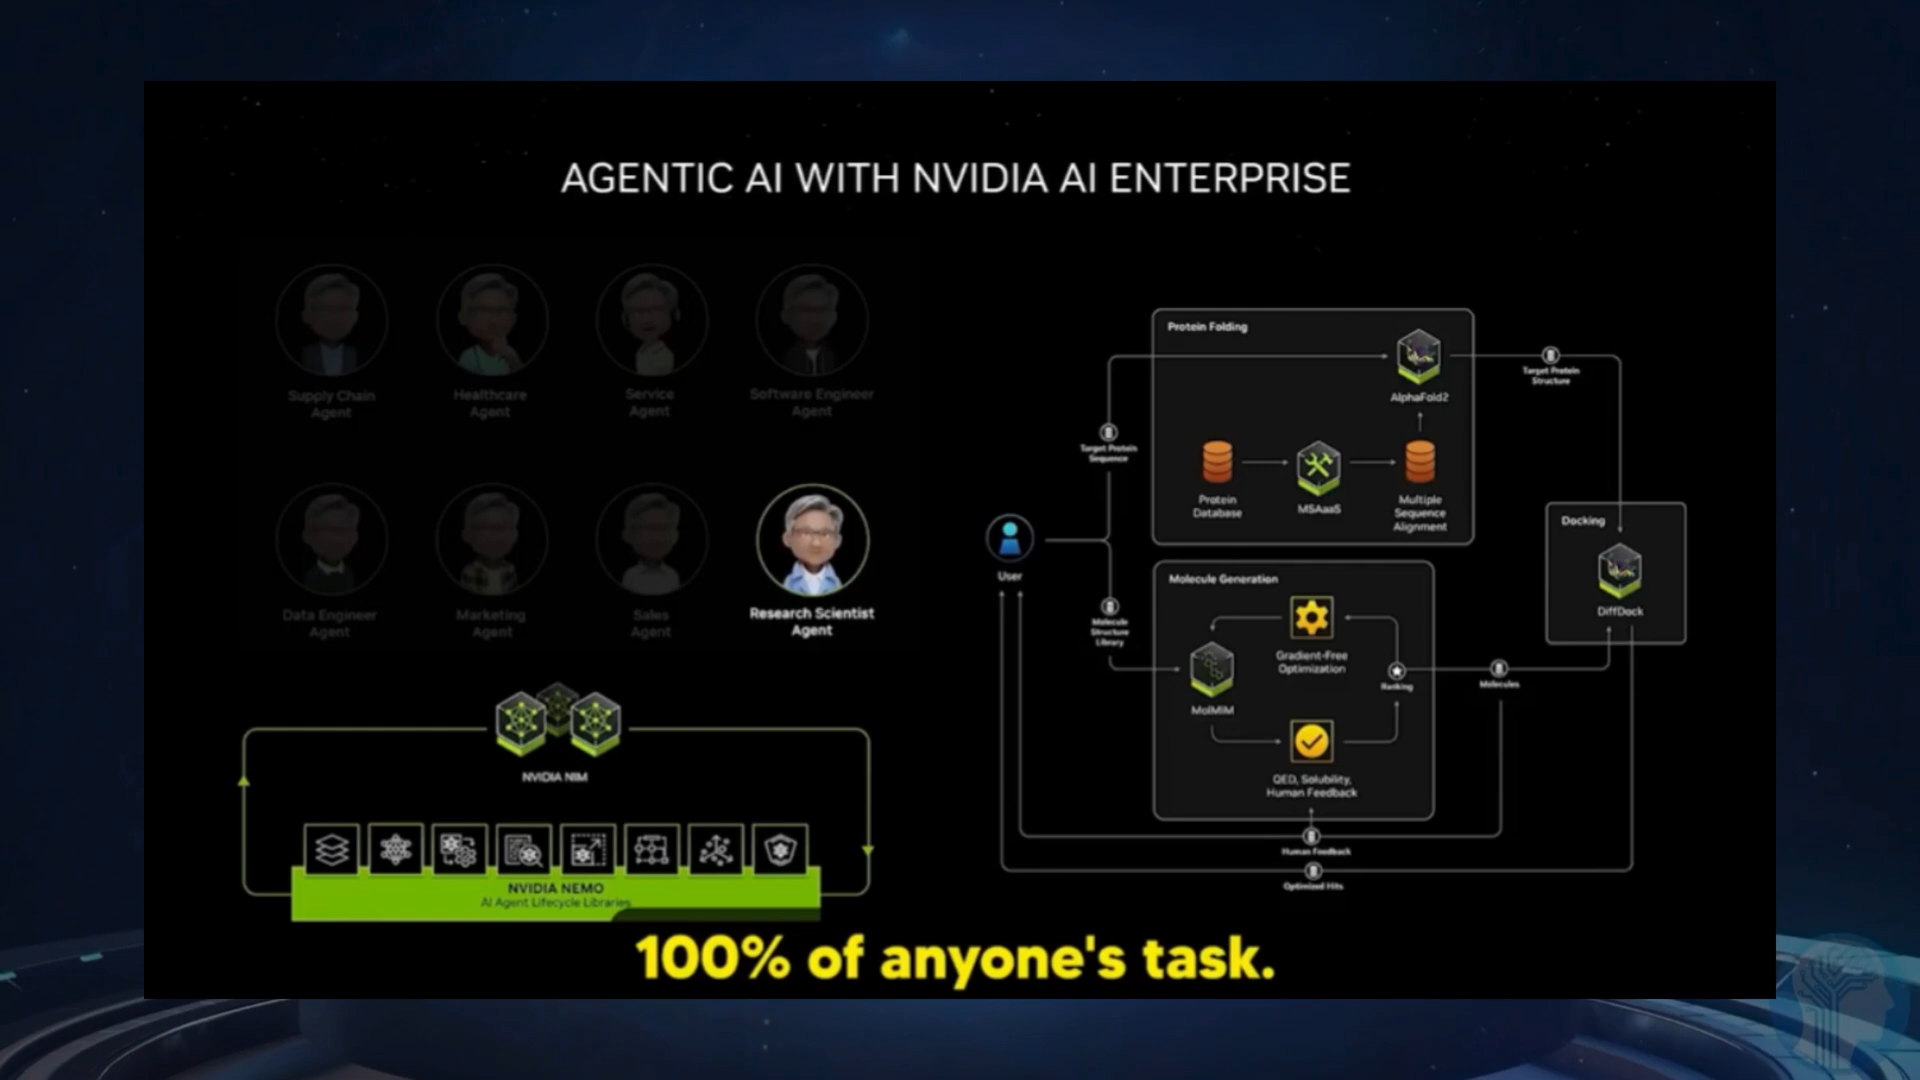 AGENTIC AI WITH NVIDIA AI ENTERPRISE
Supply Chain
Agent
Healthcare
Agent
Service
Agent
Software Engineer
Agent
Data Engineer
Agent
Marketing
Agent
Sales
Agent
Research Scientist
Agent
NVIDIA NIM
NVIDIA NEMO
AI Agent Lifecycle Libraries
User
Target Protein
Sequence
Molecule
Structure
Library
Protein Folding
AlphaFold2
Protein
Database
MSAaaS
Multiple
Sequence
Alignment
Target Protein
Structure
Docking
DiffDock
Molecule Generation
Gradient-Free
Optimization
MolMIM
Ranking
QED, Solubility,
Human Feedback
Molecules
Human Feedback
Optimized Hits
100% of anyone's task.